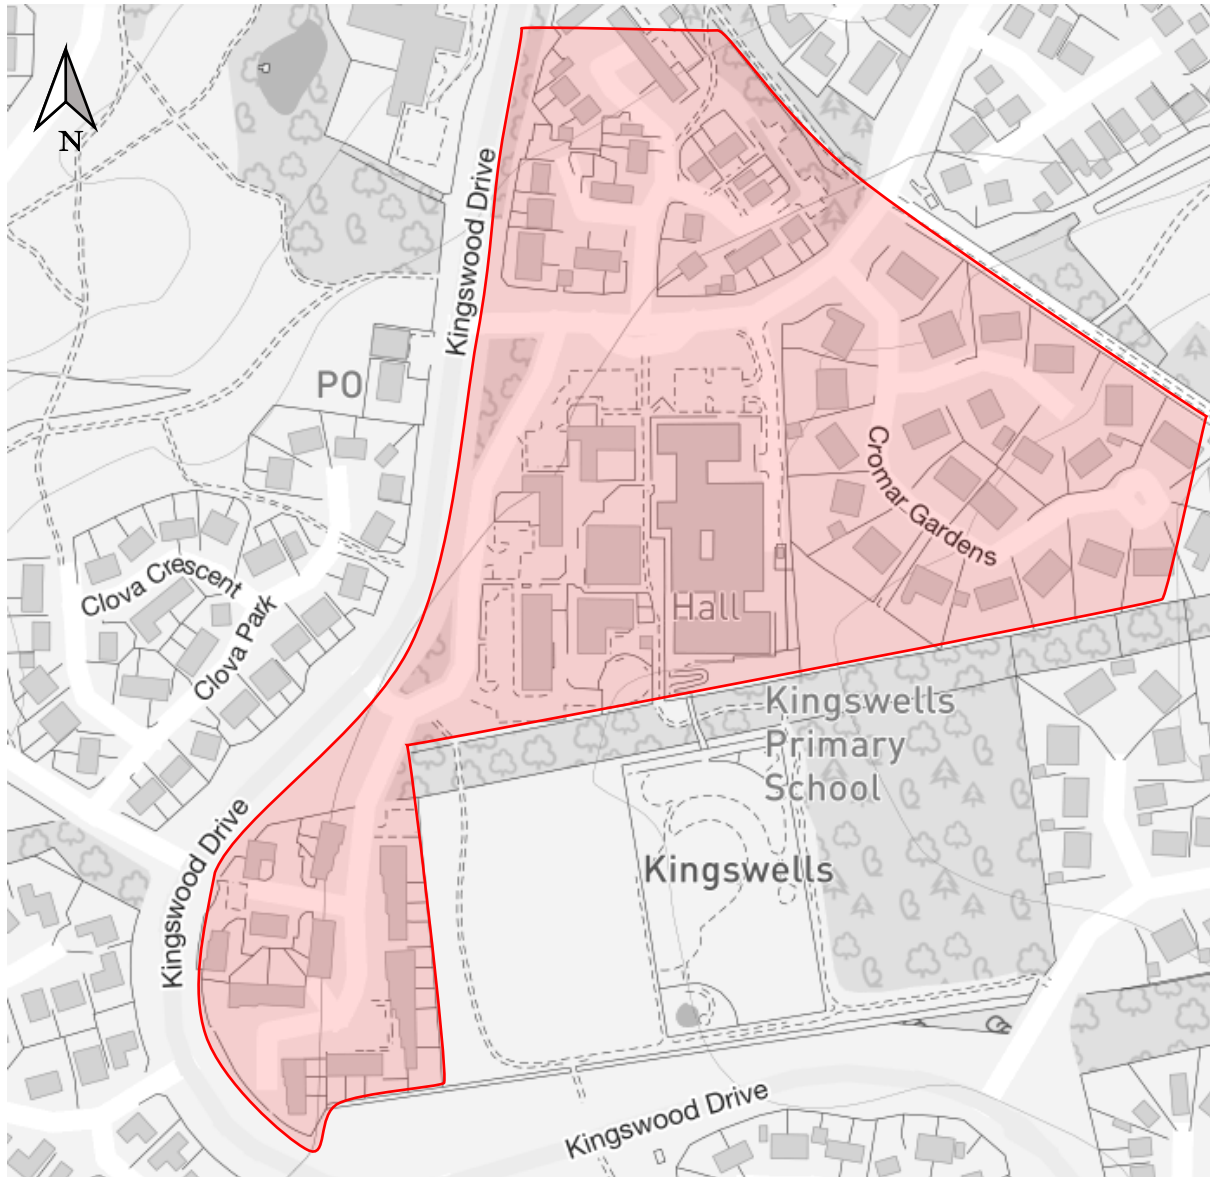 N
Kingswood Drive
PO
Cromar Gardens
Clova Crescent
Clova Park
Hall
Kingswells
Primary
School
Kingswood Drive
Kingswells
Kingswood Drive